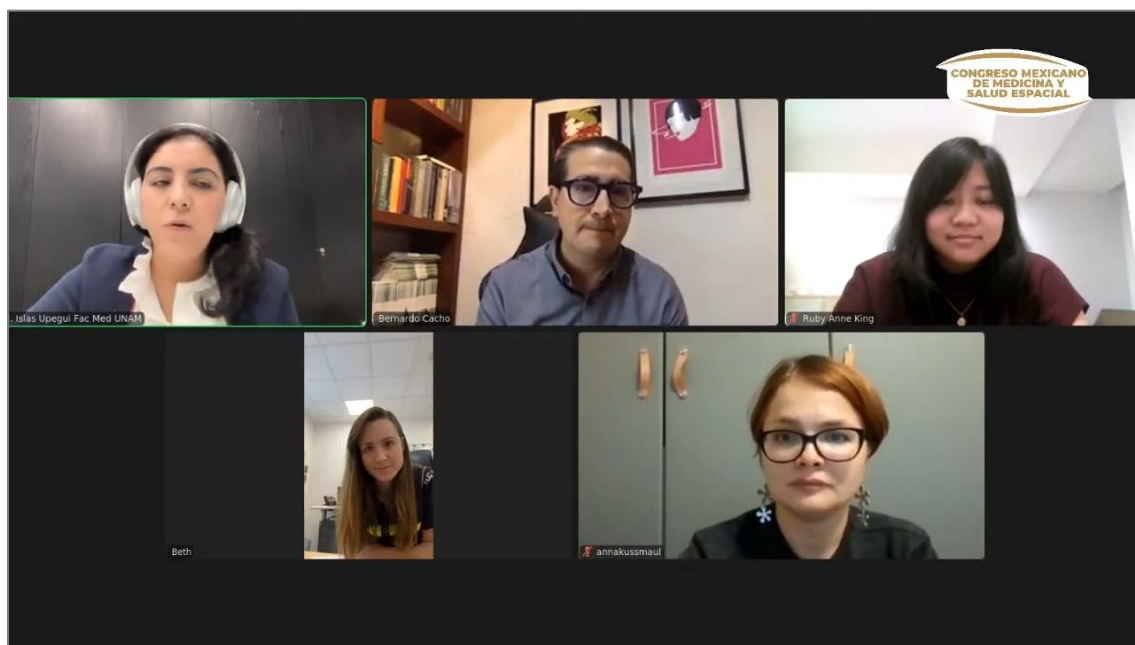 CONGRESO MEXICANO
DE MEDICINA Y
SALUD ESPACIAL
. Islas Upegui Fac Med UNAM
Bernardo Cacho
Ruby Anne King
Beth
annakussmaul